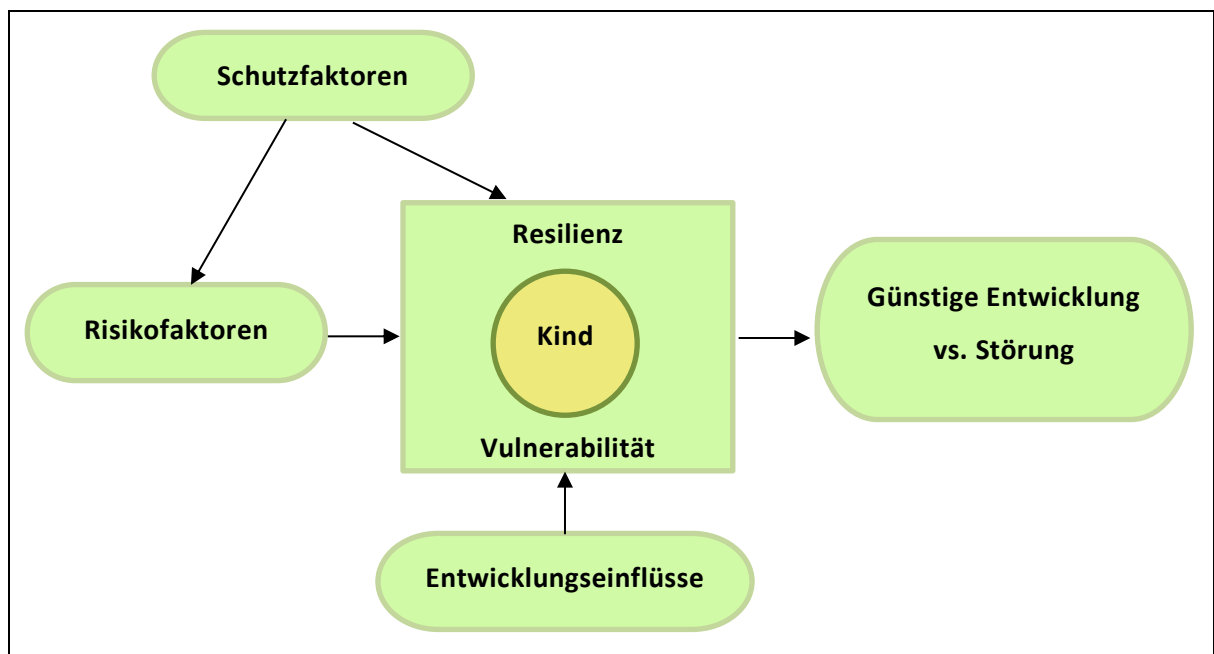 Schutzfaktoren
Resilienz
Risikofaktoren
Kind
Günstige Entwicklung
vs. Störung
Vulnerabilität
Entwicklungseinflüsse